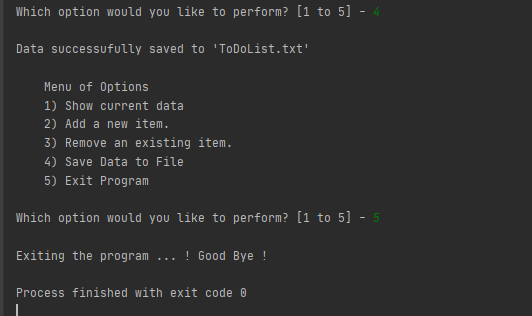 Which option would you like to perform? [1 to 5] - 4
Data successufully saved to 'ToDoList.txt'
Menu of Options
1) Show current data
2) Add a new item.
3) Remove an existing item.
4) Save Data to File
5) Exit Program
Which option would you like to perform? [1 to 5] - 5
Exiting the program ... ! Good Bye !
Process finished with exit code 0